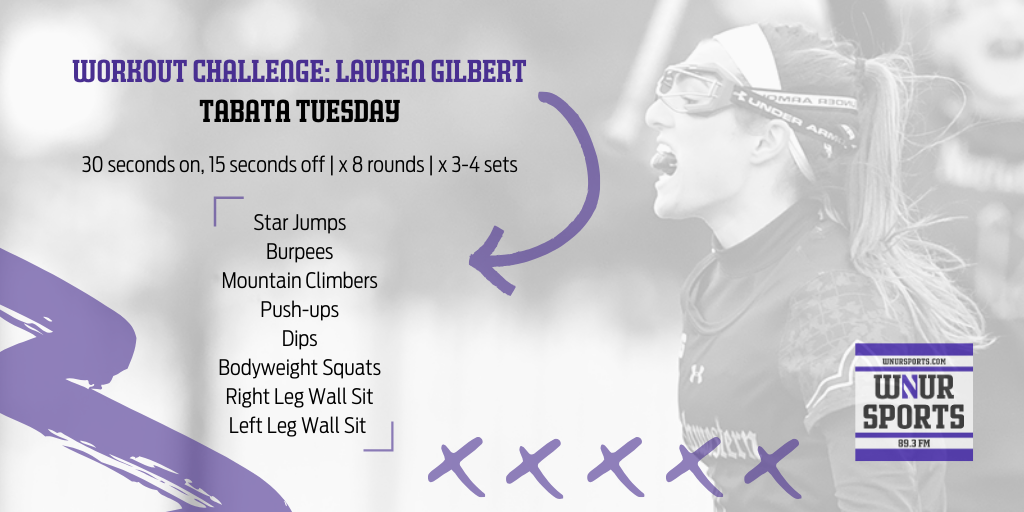 WORKOUT CHALLENGE: LAUREN GILBERT
TABATA TUESDAY
30 seconds on, 15 seconds off | x 8 rounds | x 3-4 sets
Star Jumps
Burpees
Mountain Climbers
Push-ups
Dips
Bodyweight Squats
Right Leg Wall Sit
Left Leg Wall Sit
UNDER ARMOUR
UNDER ARM
WNURSPORTS.COM
WNUR
SPORTS
89.3 FM